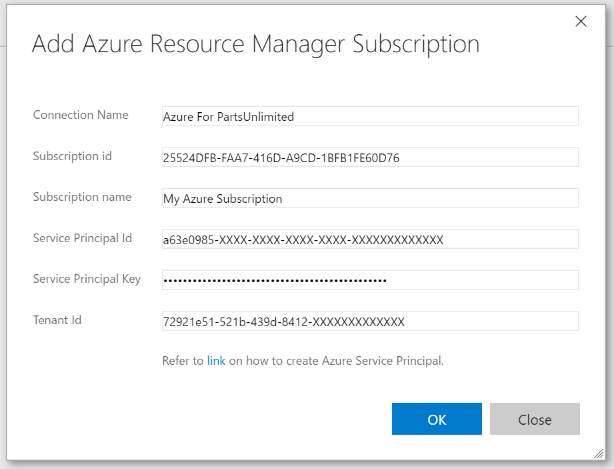 Add Azure Resource Manager Subscription
Connection Name Azure For PartsUnlimited
Subscription id 25524DFB-FAA7-416D-A9CD-1BFB1FE60D76
Subscription name My Azure Subscription
Service Principal Id a63e0985-XXXX-XXXX-XXXX-XXXX-XXXXXXXXXXXXX
Service Principal Key ••••••••••••••••••••••••••••••••••••••••••••••
Tenant Id 72921e51-521b-439d-8412-XXXXXXXXXXXXX
Refer to link on how to create Azure Service Principal.
OK Close